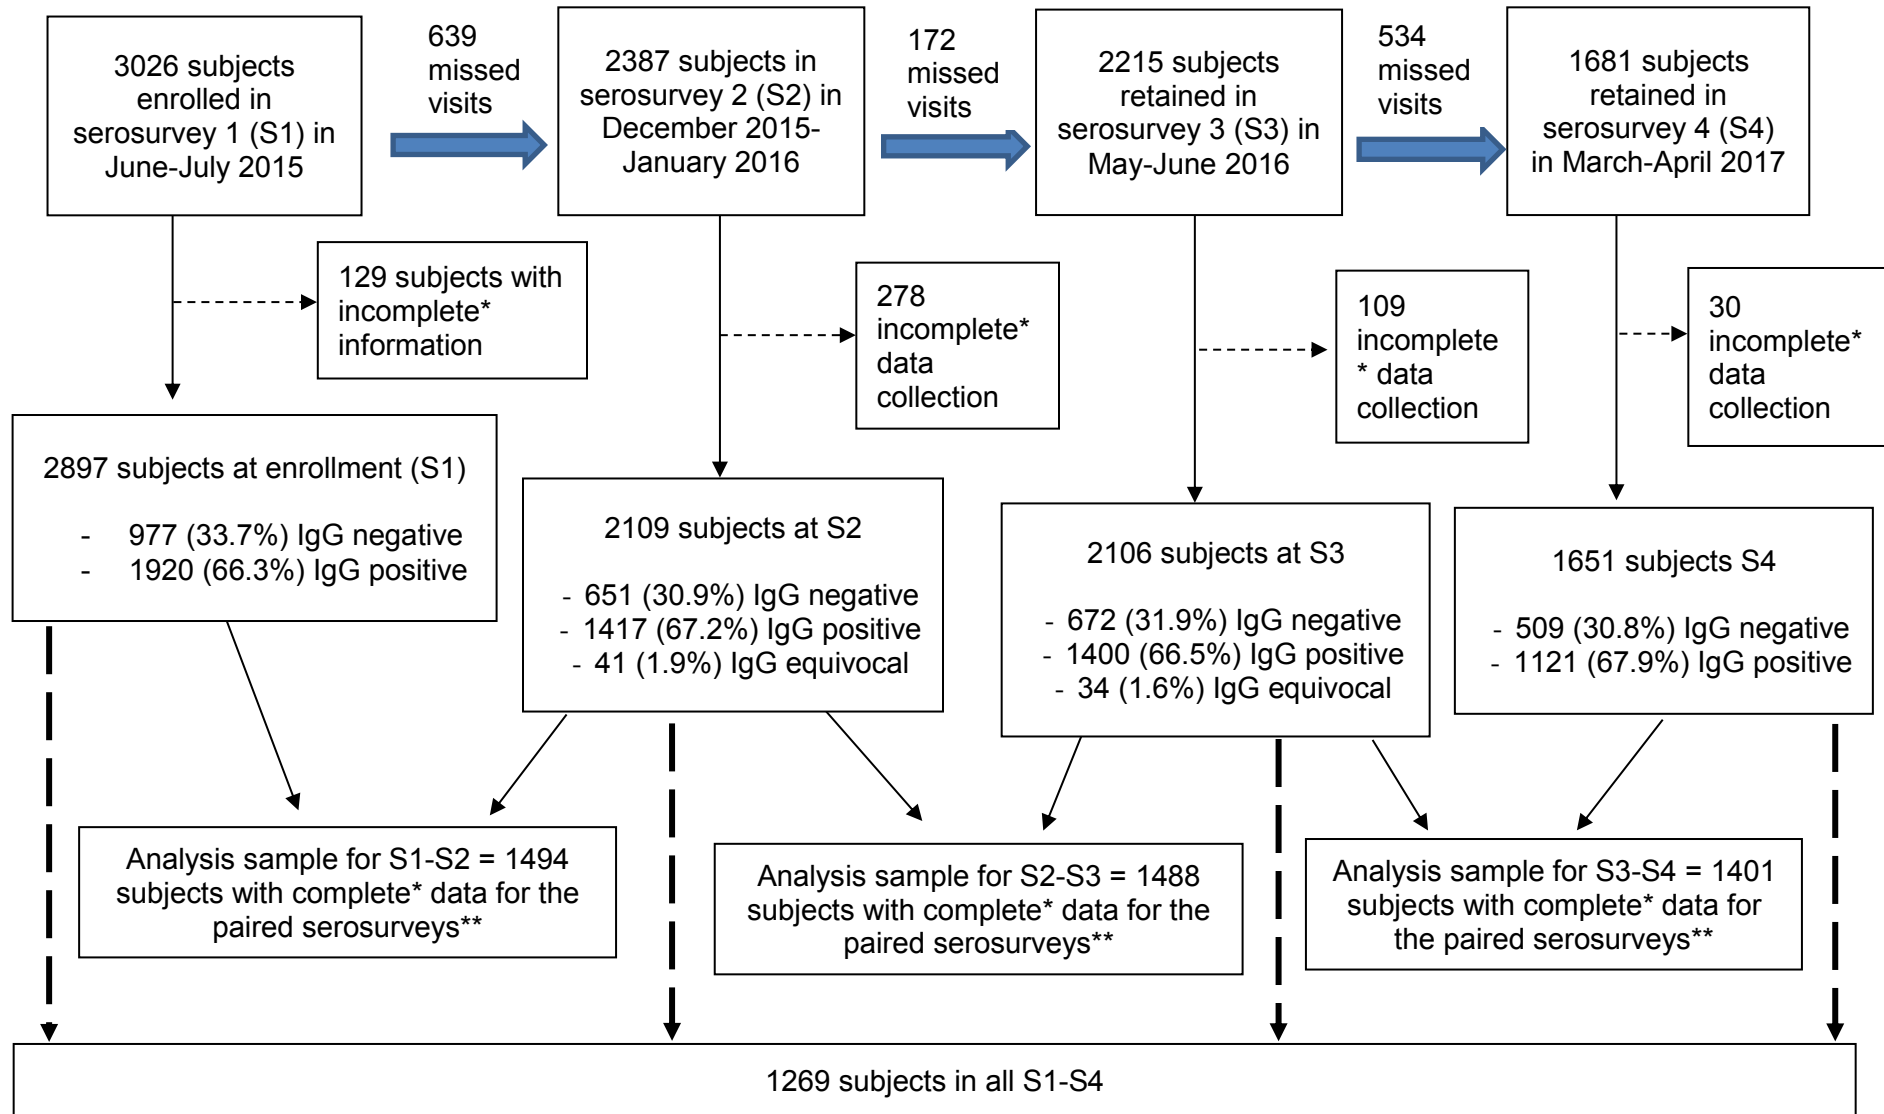 3026 subjects
enrolled in
serosurvey 1 (S1) in
June-July 2015
639
missed
visits
2387 subjects in
serosurvey 2 (S2) in
December 2015-
January 2016
172
missed
visits
2215 subjects
retained in
serosurvey 3 (S3) in
May-June 2016
534
missed
visits
1681 subjects
retained in
serosurvey 4 (S4)
in March-April 2017
129 subjects with
incomplete*
information
278
incomplete*
data
collection
109
incomplete
* data
collection
30
incomplete*
data
collection
2897 subjects at enrollment (S1)
- 977 (33.7%) IgG negative
- 1920 (66.3%) IgG positive
2109 subjects at S2
- 651 (30.9%) IgG negative
- 1417 (67.2%) IgG positive
- 41 (1.9%) IgG equivocal
2106 subjects at S3
- 672 (31.9%) IgG negative
- 1400 (66.5%) IgG positive
- 34 (1.6%) IgG equivocal
1651 subjects S4
- 509 (30.8%) IgG negative
- 1121 (67.9%) IgG positive
Analysis sample for S1-S2 = 1494
subjects with complete* data for the
paired serosurveys**
Analysis sample for S2-S3 = 1488
subjects with complete* data for the
paired serosurveys**
Analysis sample for S3-S4 = 1401
subjects with complete* data for
the paired serosurveys**
1269 subjects in all S1-S4